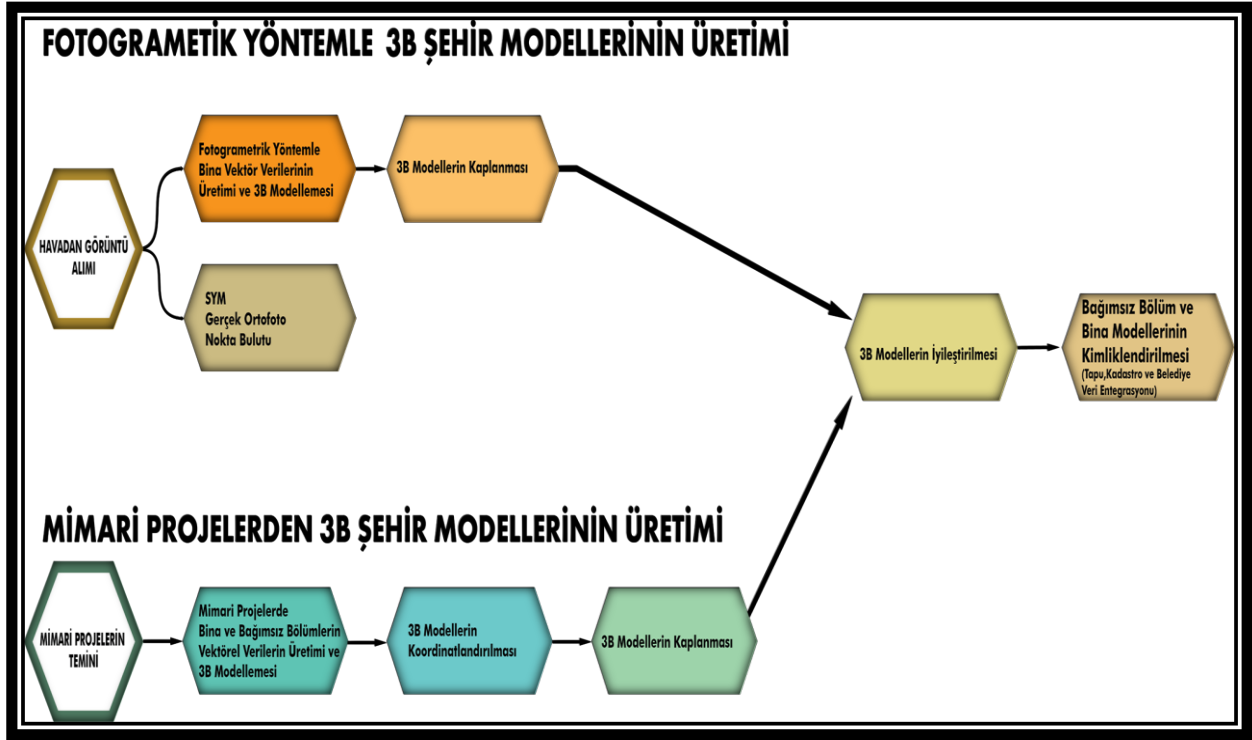 FOTOGRAMETİK YÖNTEMLE 3B ŞEHİR MODELLERİNİN ÜRETİMİ
HAVADAN GÖRÜNTÜ
ALIMI
Fotogrametrik Yöntemle
Bina Vektör Verilerinin
Üretimi ve 3B Modellemesi
3B Modellerin Kaplanması
SYM
Gerçek Ortofoto
Nokta Bulutu
3B Modellerin İyileştirilmesi
Bağımsız Bölüm ve
Bina Modellerinin
Kimliklendirilmesi
(Tapu,Kadastro ve Belediye
Veri Entegrasyonu)
MİMARİ PROJELERDEN 3B ŞEHİR MODELLERİNİN ÜRETİMİ
MİMARİ PROJELERİN
TEMİNİ
Mimari Projelerde
Bina ve Bağımsız Bölümlerin
Vektörel Verilerin Üretimi ve
3B Modellemesi
3B Modellerin
Koordinatlandırılması
3B Modellerin Kaplanması